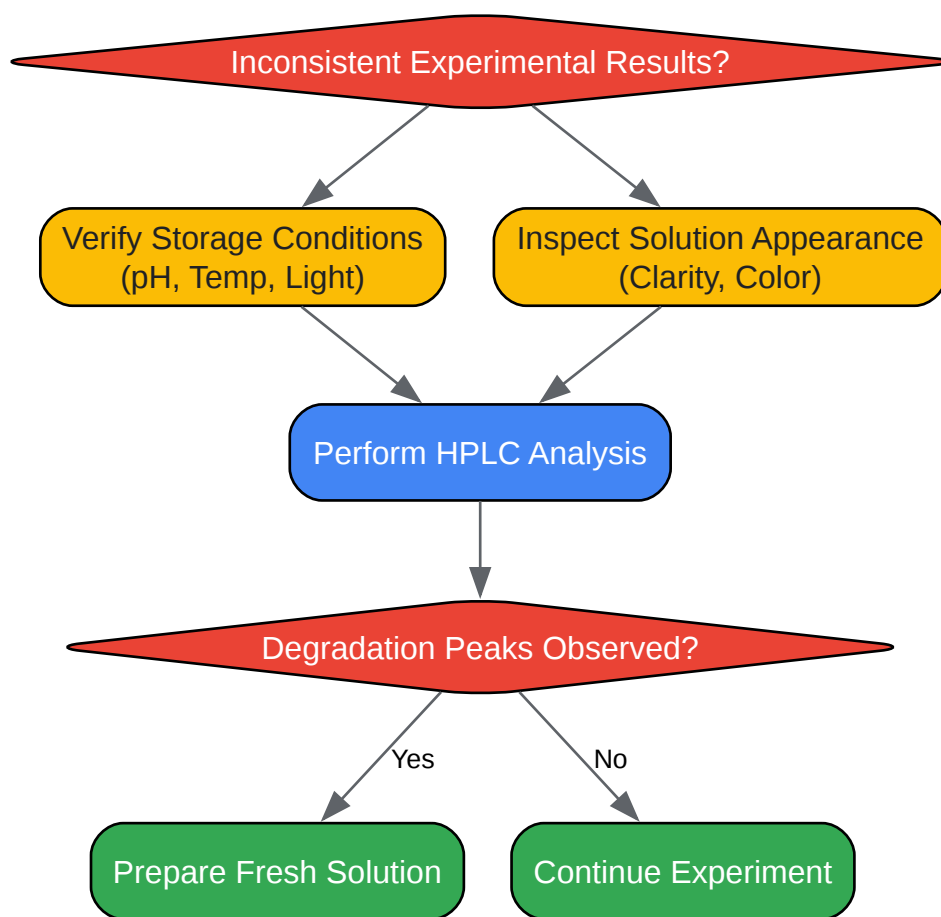 Inconsistent Experimental Results?
Verify Storage Conditions
(pH, Temp, Light)
Inspect Solution Appearance
(Clarity, Color)
Perform HPLC Analysis
Degradation Peaks Observed?
Yes
No
Prepare Fresh Solution
Continue Experiment